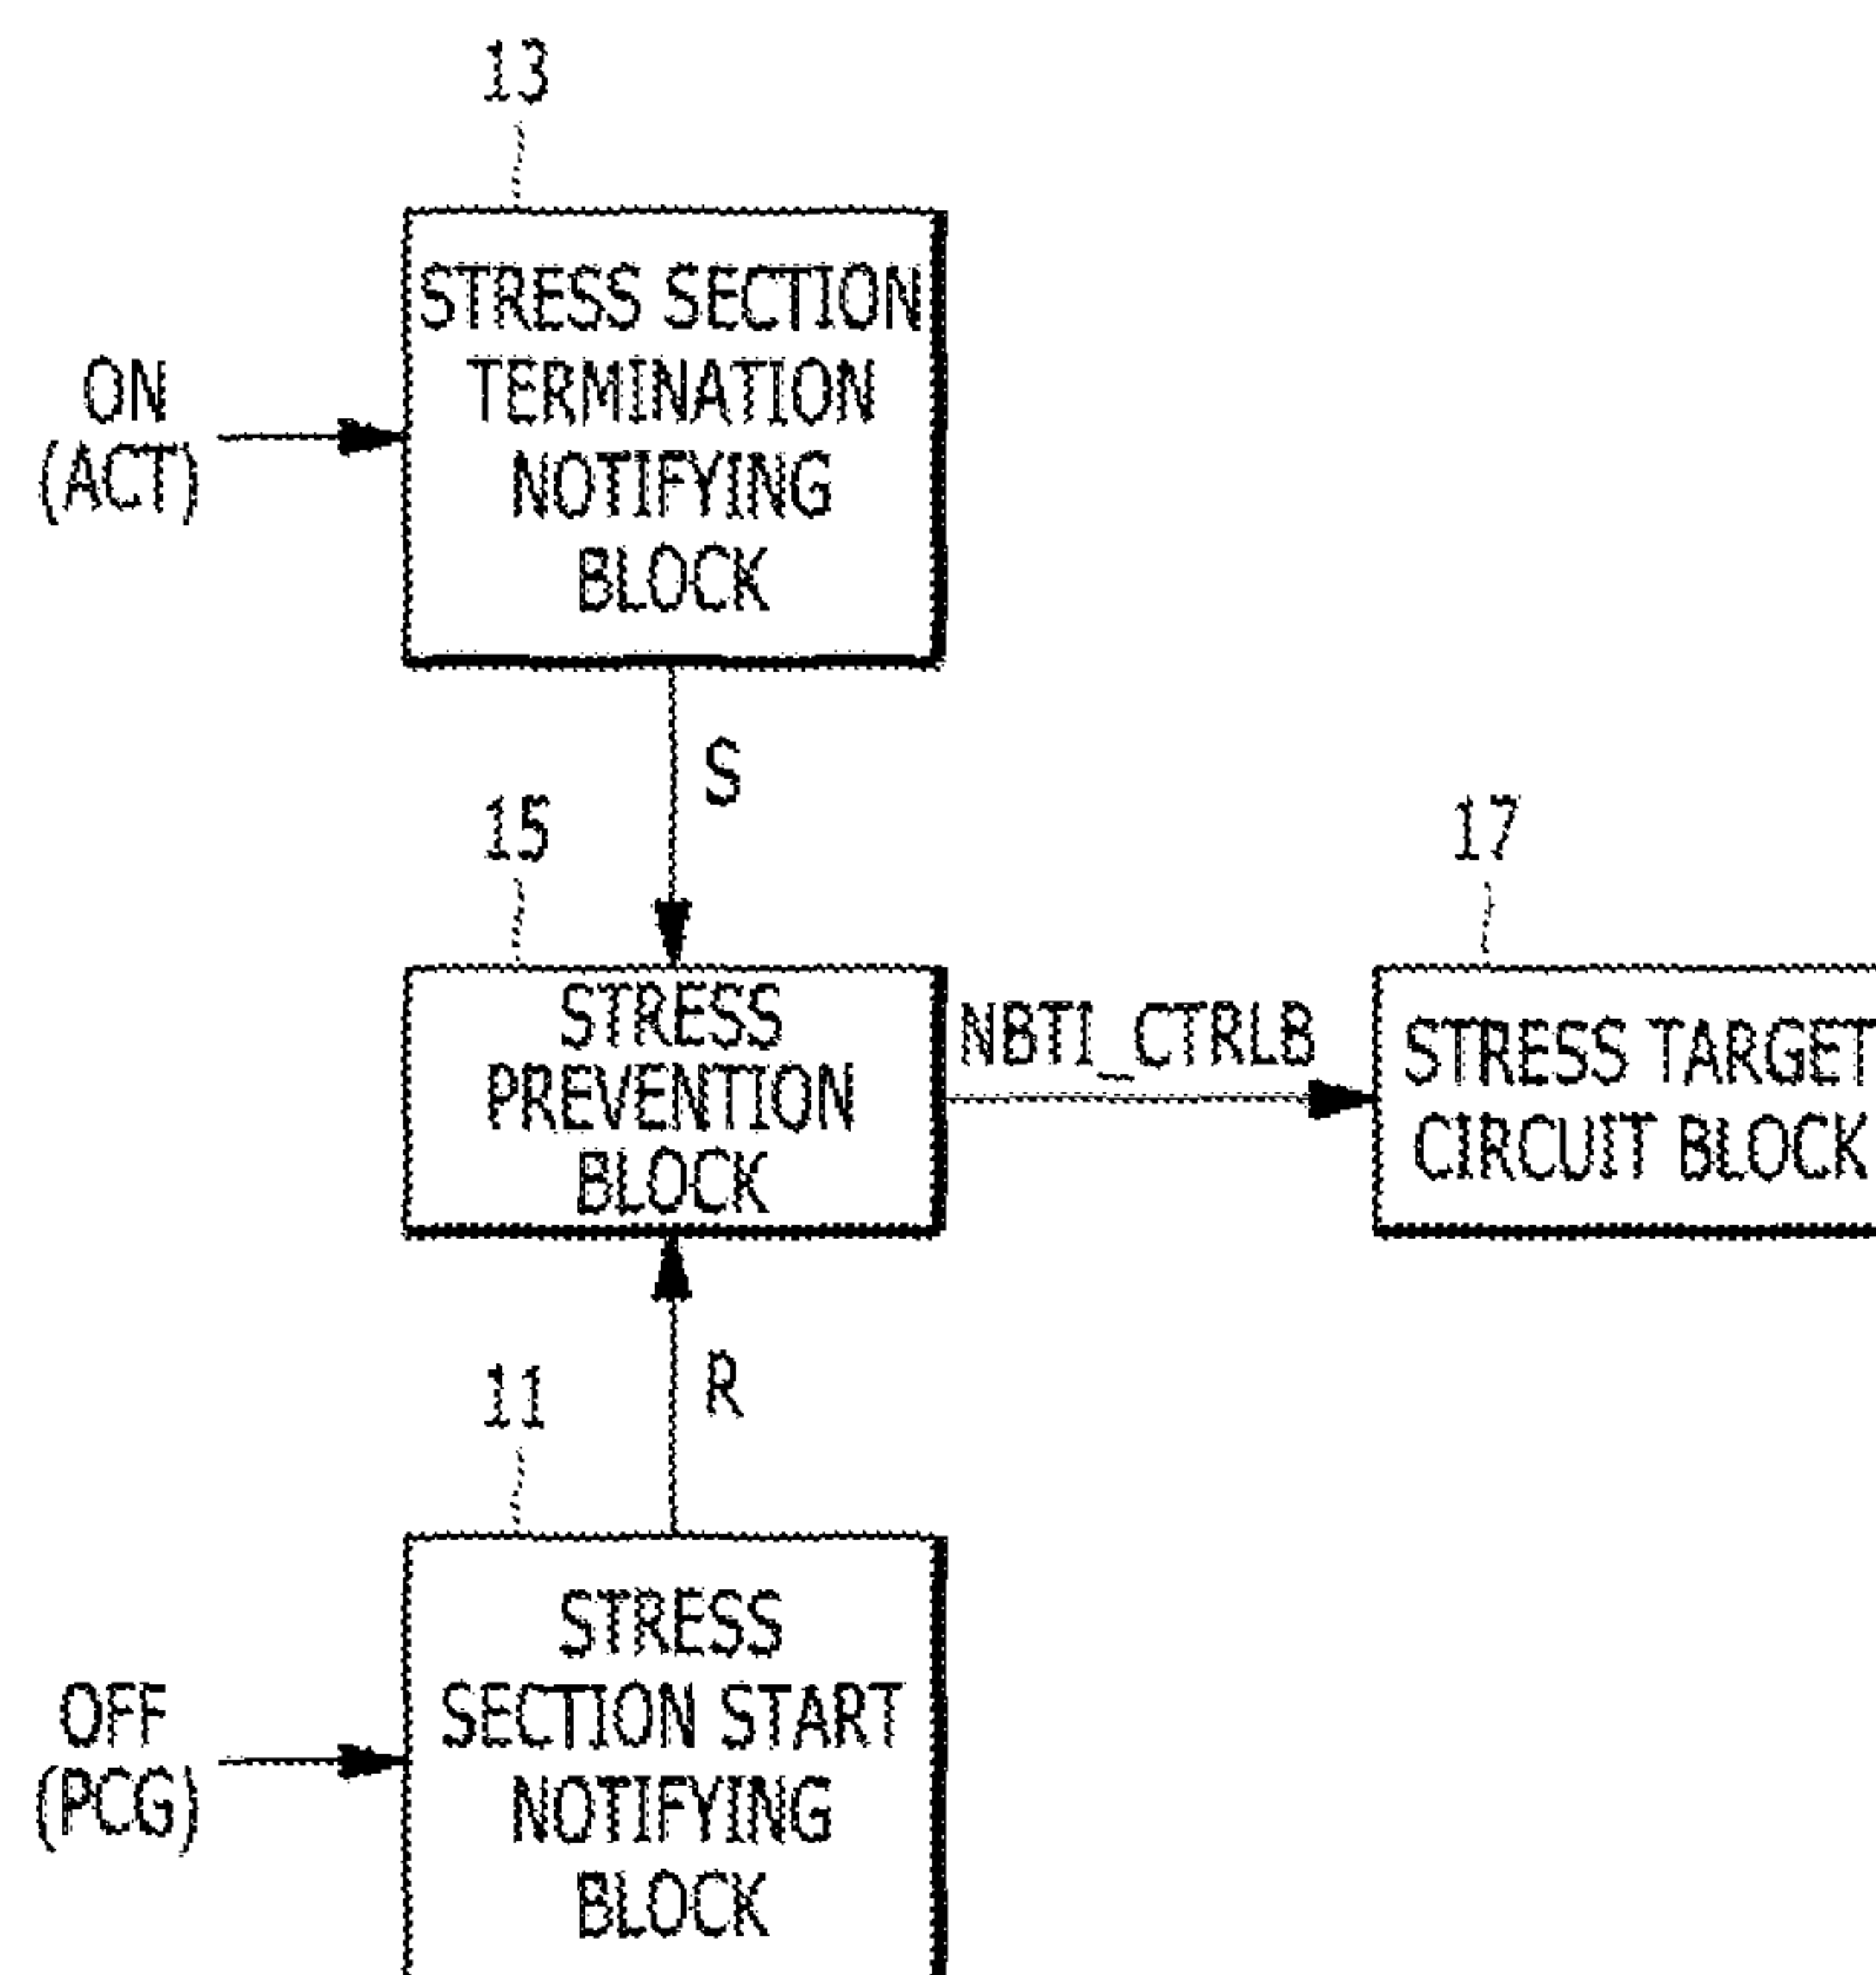 13
STRESS SECTION
TERMINATION
NOTIFYING
BLOCK
ON
(ACT)
S
15
STRESS
PREVENTION
BLOCK
NBTI_CTRLB
17
STRESS TARGET
CIRCUIT BLOCK
R
11
STRESS
SECTION START
NOTIFYING
BLOCK
OFF
(PCG)